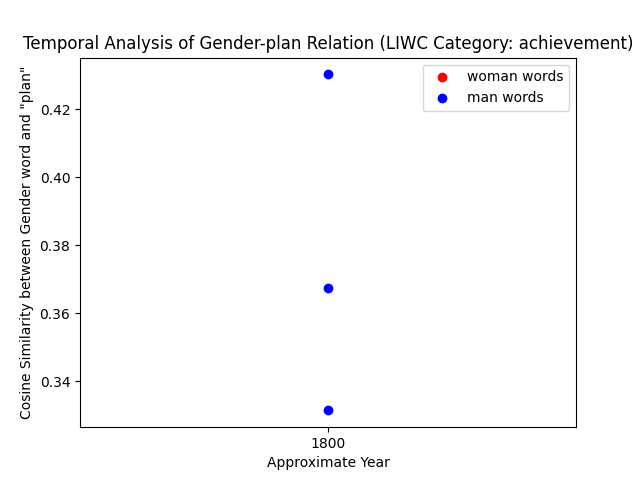 Temporal Analysis of Gender-plan Relation (LIWC Category: achievement)
woman words
man words
Cosine Similarity between Gender word and "plan"
0.42
0.40
0.38
0.36
0.34
1800
Approximate Year